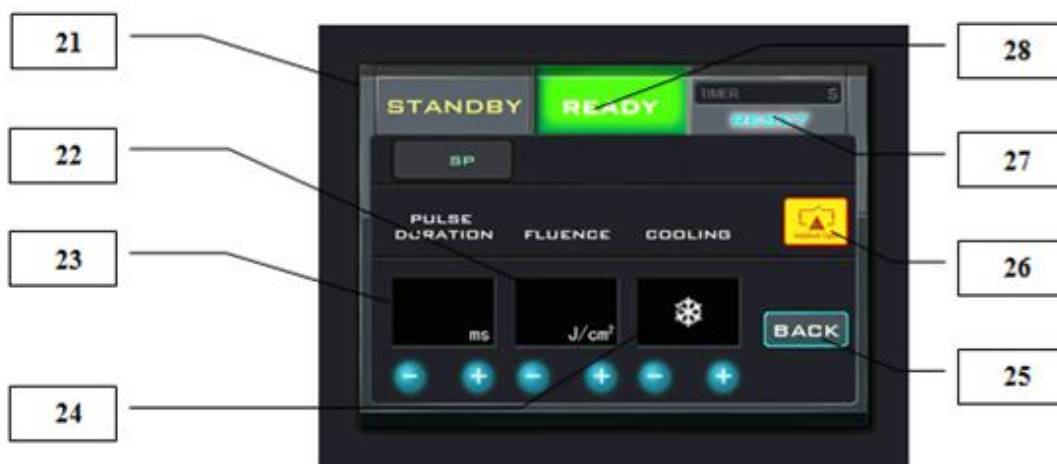 21
28
STANDBY
READY
TIMER S
READY
22
27
SP
PULSE
DURATION
FLUENCE
COOLING
23
26
ms
J/cm²
BACK
25
24